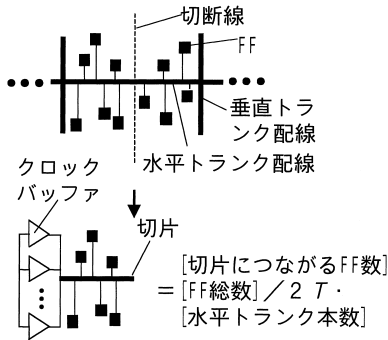 切断線
FF
垂直トラ
ンク配線
水平トランク配線
クロック
バッファ
切片
=[切片につながるFF数]
[FF総数]/2T・
[水平トランク本数]